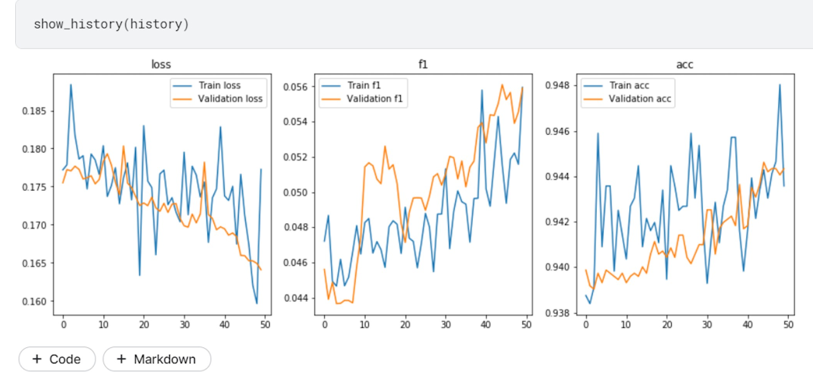 show_history(history)
loss
f1
acc
Train loss
Validation loss
Train f1
Validation f1
Train acc
Validation acc
0.185
0.180
0.175
0.170
0.165
0.160
0 10 20 30 40 50
0.056
0.054
0.052
0.050
0.048
0.046
0.044
0 10 20 30 40 50
0.948
0.946
0.944
0.942
0.940
0.938
0 10 20 30 40 50
+ Code
+ Markdown